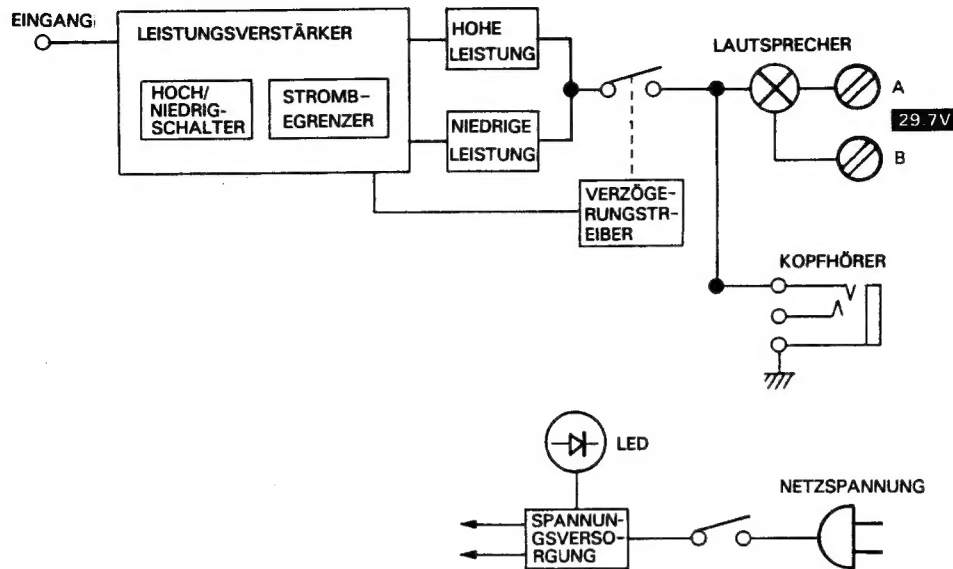 EINGANG
LEISTUNGSVERSTÄRKER
HOCH/
NIEDRIG-
SCHALTER
STROMB-
EGRENZER
HOHE
LEISTUNG
NIEDRIGE
LEISTUNG
VERZÖGE-
RUNGSTR-
EIBER
LAUTSPRECHER
A
29.7V
B
KOPFHÖRER
LED
SPANNUN-
GSVERSO-
RGUNG
NETZSPANNUNG